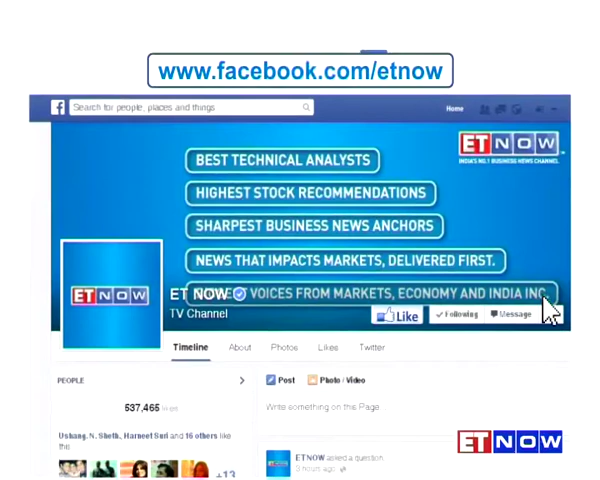 www.facebook.com/etnow
Search for people, places and things
Home
ET NOW
INDIA'S NO.1 BUSINESS NEWS CHANNEL
BEST TECHNICAL ANALYSTS
HIGHEST STOCK RECOMMENDATIONS
SHARPEST BUSINESS NEWS ANCHORS
NEWS THAT IMPACTS MARKETS, DELIVERED FIRST.
VOICES FROM MARKETS, ECONOMY AND INDIA INC.
ET NOW
ET NOW
TV Channel
Like
Following
Message
Timeline About Photos Likes Twitter
PEOPLE
537,465 likes
Ushang. N. Sheth, Harneet Suri and 16 others like
this
+13
Post Photo / Video
Write something on this Page
ETNOW asked a question
3 hours ago
ET NOW